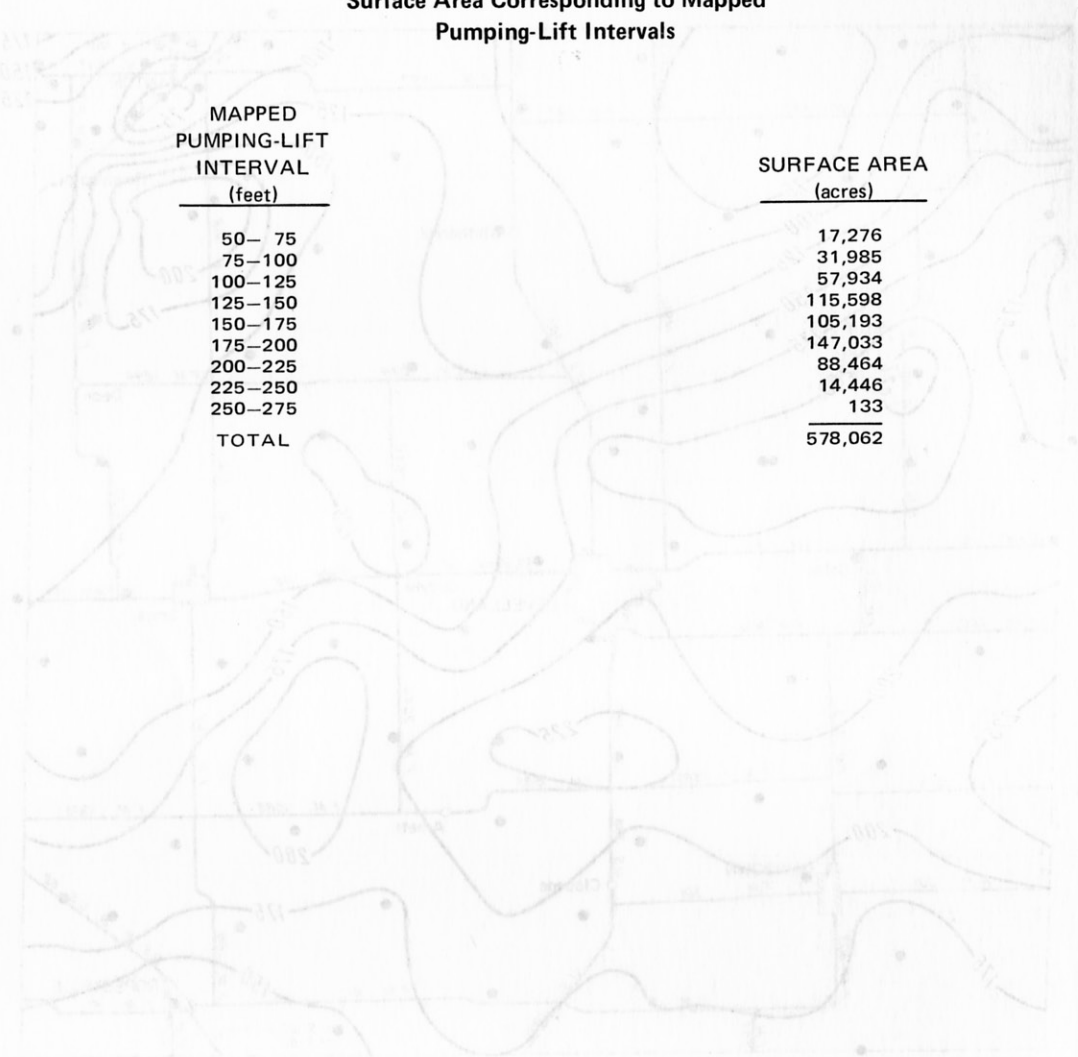 Surface Area Corresponding to Mapped
Pumping-Lift Intervals
MAPPED
PUMPING-LIFT
INTERVAL
(feet)
SURFACE AREA
(acres)
50— 75 17,276
75—100 31,985
100—125 57,934
125—150 115,598
150—175 105,193
175—200 147,033
200—225 88,464
225—250 14,446
250—275 133
TOTAL 578,062